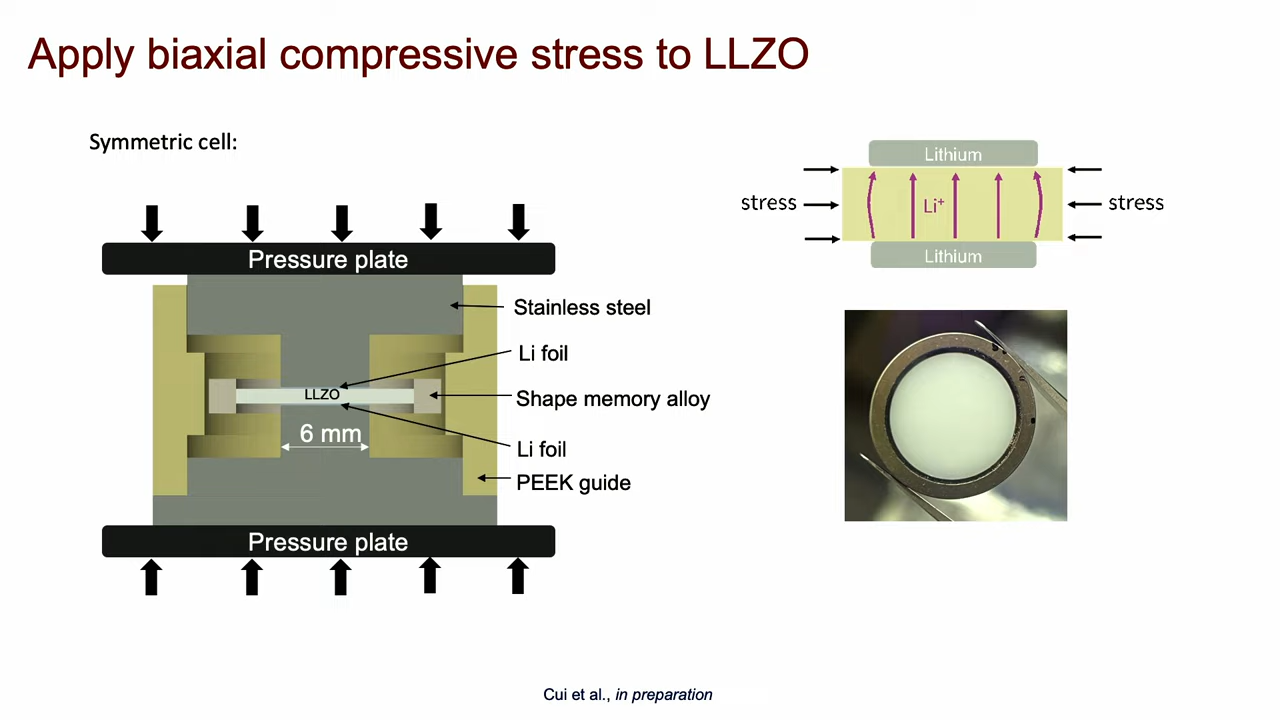 Apply biaxial compressive stress to LLZO
Symmetric cell:
Pressure plate
Stainless steel
Li foil
LLZO
Shape memory alloy
6 mm
Li foil
PEEK guide
Pressure plate
Lithium
stress
Li⁺
stress
Lithium
Cui et al., in preparation